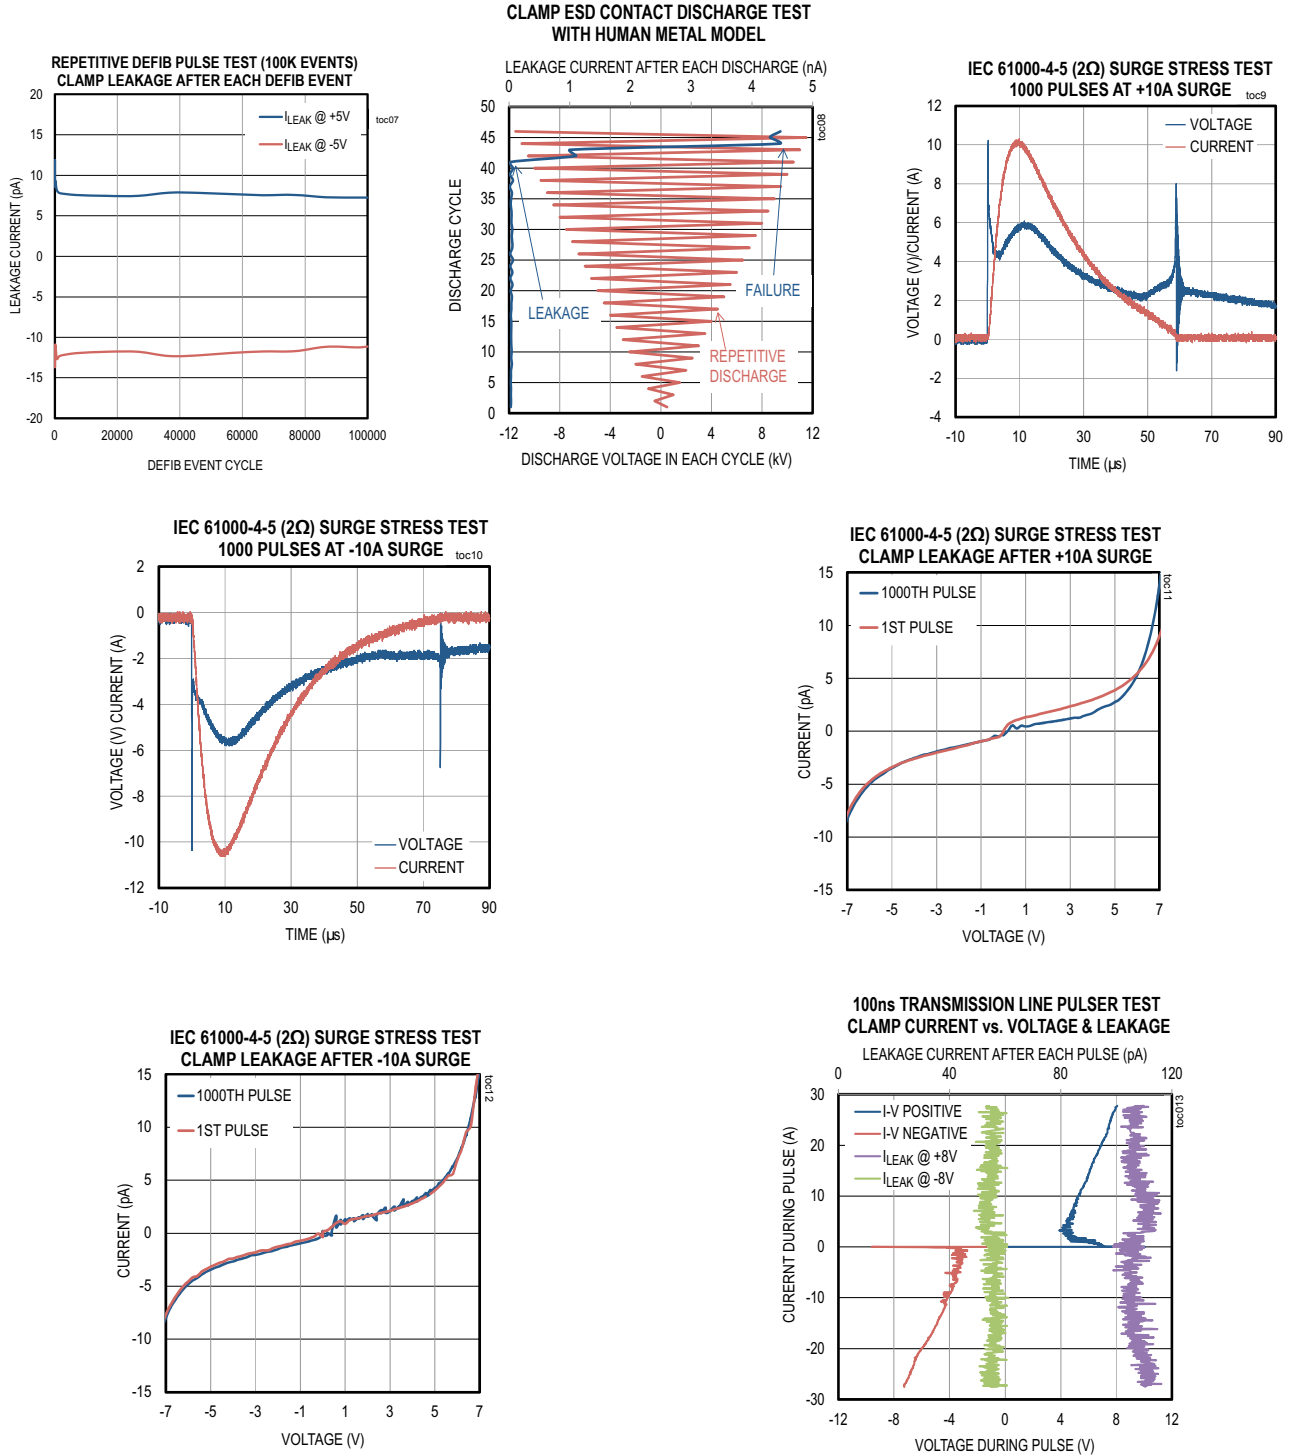 REPETITIVE DEFIB PULSE TEST (100K EVENTS)
CLAMP LEAKAGE AFTER EACH DEFIB EVENT
toc07
LEAKAGE CURRENT (pA)
20
15
10
5
0
-5
-10
-15
-20
ILEAK @ +5V
ILEAK @ -5V
0 20000 40000 60000 80000 100000
DEFIB EVENT CYCLE
CLAMP ESD CONTACT DISCHARGE TEST
WITH HUMAN METAL MODEL
LEAKAGE CURRENT AFTER EACH DISCHARGE (nA)
0 1 2 3 4 5
toc08
DISCHARGE CYCLE
50
45
40
35
30
25
20
15
10
5
0
LEAKAGE
FAILURE
REPETITIVE
DISCHARGE
-12 -8 -4 0 4 8 12
DISCHARGE VOLTAGE IN EACH CYCLE (kV)
IEC 61000-4-5 (2Ω) SURGE STRESS TEST
1000 PULSES AT +10A SURGE
toc9
VOLTAGE (V)/CURRENT (A)
12
10
8
6
4
2
0
-2
-4
VOLTAGE
CURRENT
-10 10 30 50 70 90
TIME (µs)
IEC 61000-4-5 (2Ω) SURGE STRESS TEST
1000 PULSES AT -10A SURGE
toc10
VOLTAGE (V) CURRENT (A)
2
0
-2
-4
-6
-8
-10
-12
VOLTAGE
CURRENT
-10 10 30 50 70 90
TIME (µs)
IEC 61000-4-5 (2Ω) SURGE STRESS TEST
CLAMP LEAKAGE AFTER +10A SURGE
toc11
CURRENT (pA)
15
10
5
0
-5
-10
-15
1000TH PULSE
1ST PULSE
-7 -5 -3 -1 1 3 5 7
VOLTAGE (V)
IEC 61000-4-5 (2Ω) SURGE STRESS TEST
CLAMP LEAKAGE AFTER -10A SURGE
toc12
CURRENT (pA)
15
10
5
0
-5
-10
-15
1000TH PULSE
1ST PULSE
-7 -5 -3 -1 1 3 5 7
VOLTAGE (V)
100ns TRANSMISSION LINE PULSER TEST
CLAMP CURRENT vs. VOLTAGE & LEAKAGE
LEAKAGE CURRENT AFTER EACH PULSE (pA)
0 40 80 120
toc013
CURERNT DURING PULSE (A)
30
20
10
0
-10
-20
-30
I-V POSITIVE
I-V NEGATIVE
ILEAK @ +8V
ILEAK @ -8V
-12 -8 -4 0 4 8 12
VOLTAGE DURING PULSE (V)